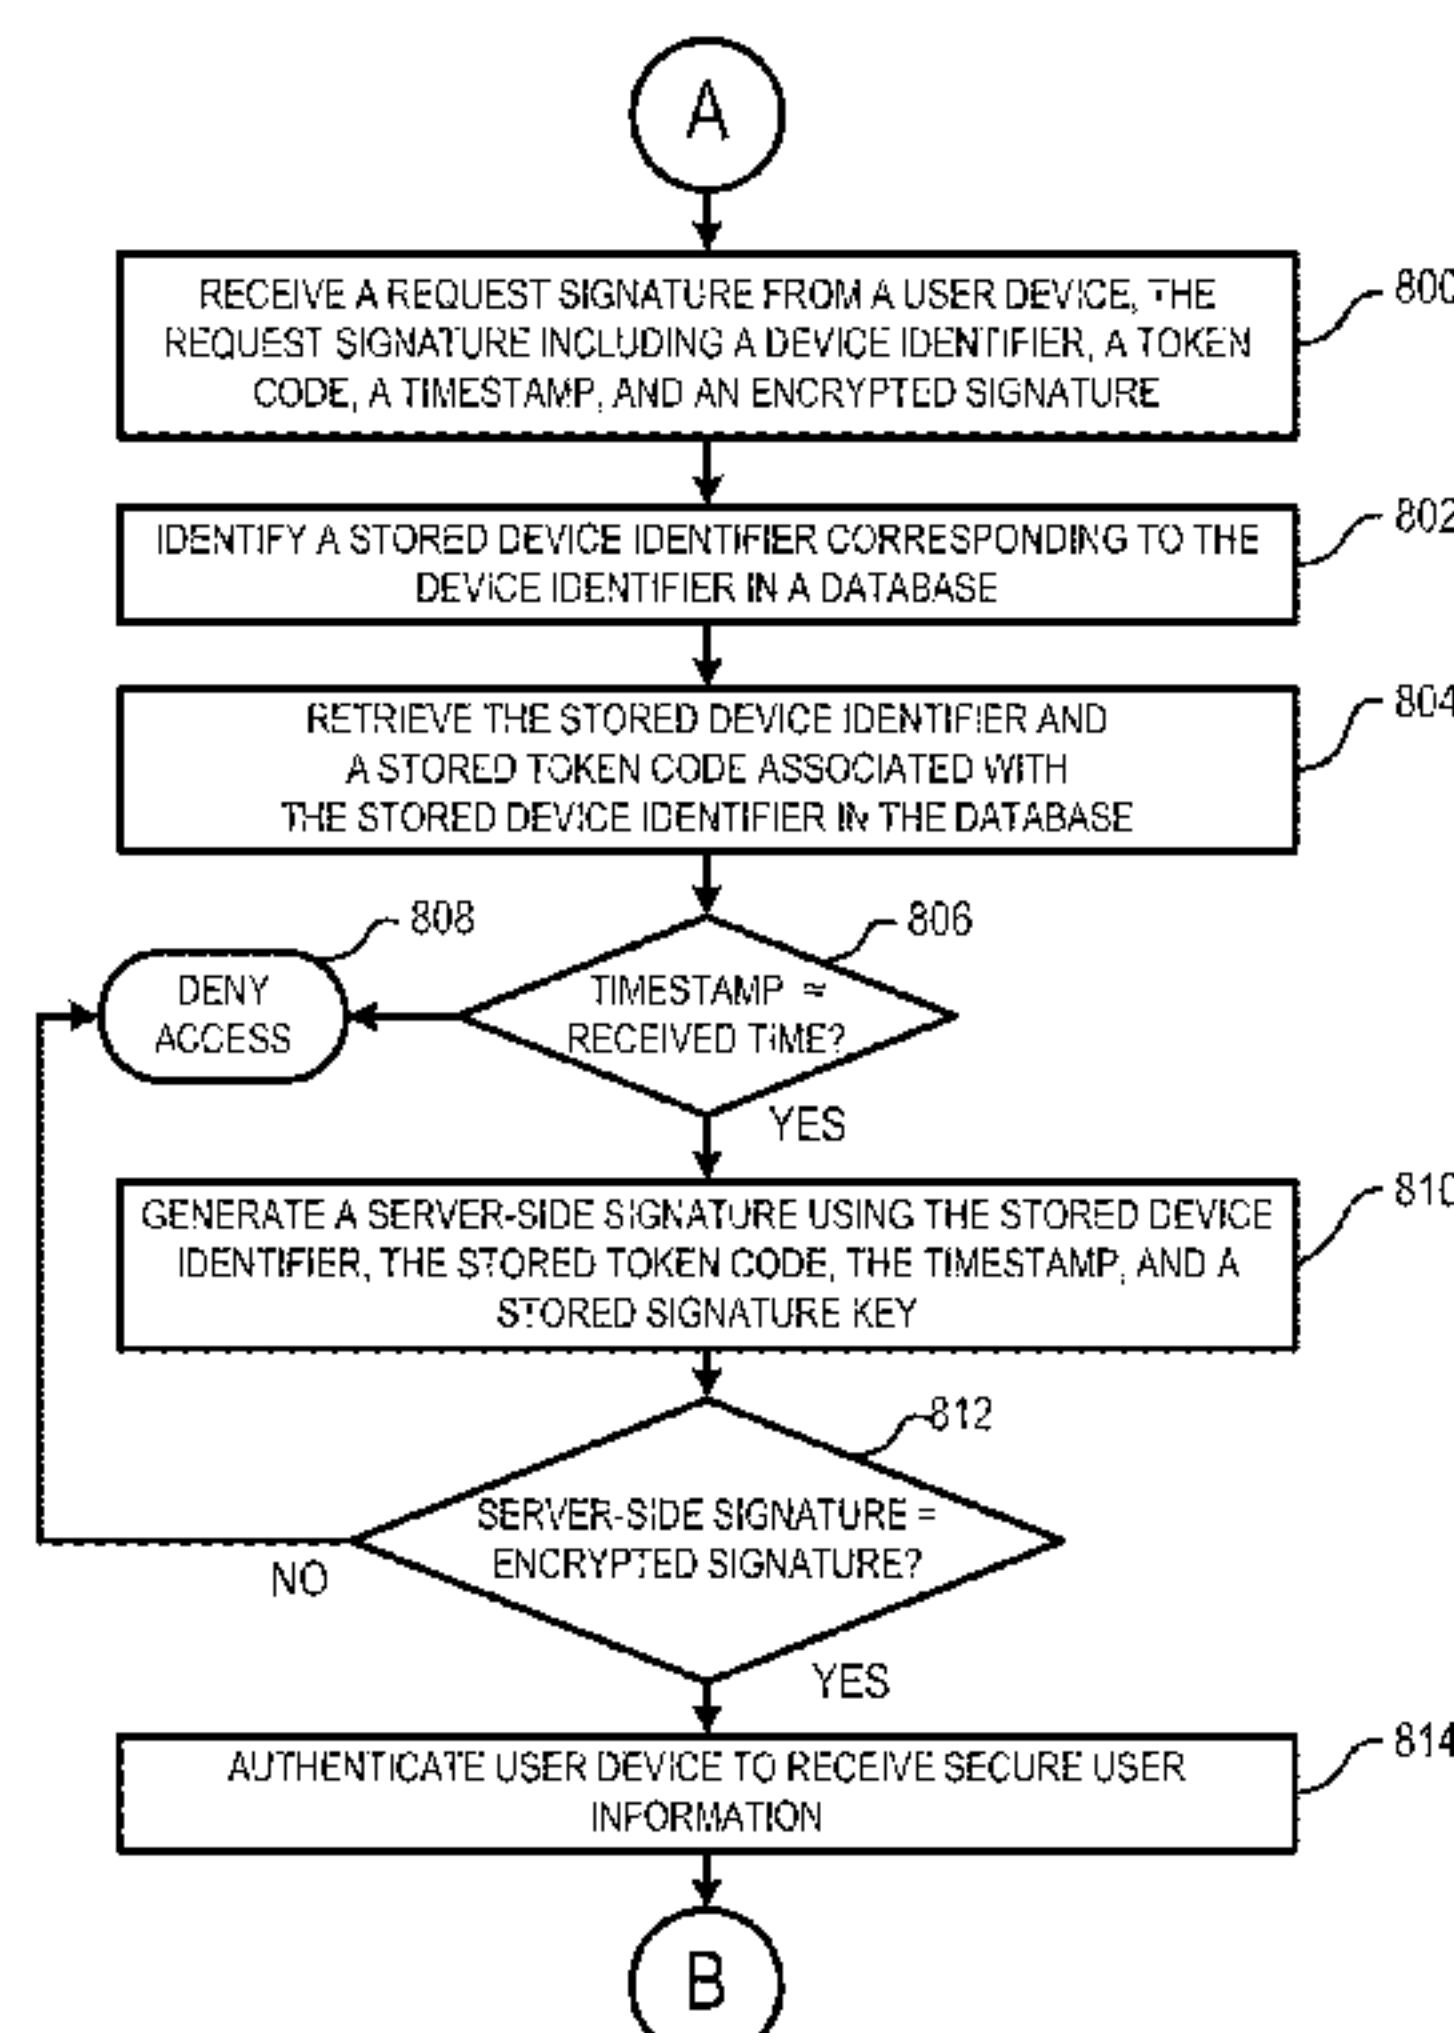 A
RECEIVE A REQUEST SIGNATURE FROM A USER DEVICE, THE
REQUEST SIGNATURE INCLUDING A DEVICE IDENTIFIER, A TOKEN
CODE, A TIMESTAMP, AND AN ENCRYPTED SIGNATURE
800
IDENTIFY A STORED DEVICE IDENTIFIER CORRESPONDING TO THE
DEVICE IDENTIFIER IN A DATABASE
802
RETRIEVE THE STORED DEVICE IDENTIFIER AND
A STORED TOKEN CODE ASSOCIATED WITH
THE STORED DEVICE IDENTIFIER IN THE DATABASE
804
808
DENY
ACCESS
806
TIMESTAMP ≈
RECEIVED TIME?
YES
GENERATE A SERVER-SIDE SIGNATURE USING THE STORED DEVICE
IDENTIFIER, THE STORED TOKEN CODE, THE TIMESTAMP, AND A
STORED SIGNATURE KEY
810
812
SERVER-SIDE SIGNATURE =
ENCRYPTED SIGNATURE?
NO
YES
AUTHENTICATE USER DEVICE TO RECEIVE SECURE USER
INFORMATION
814
B